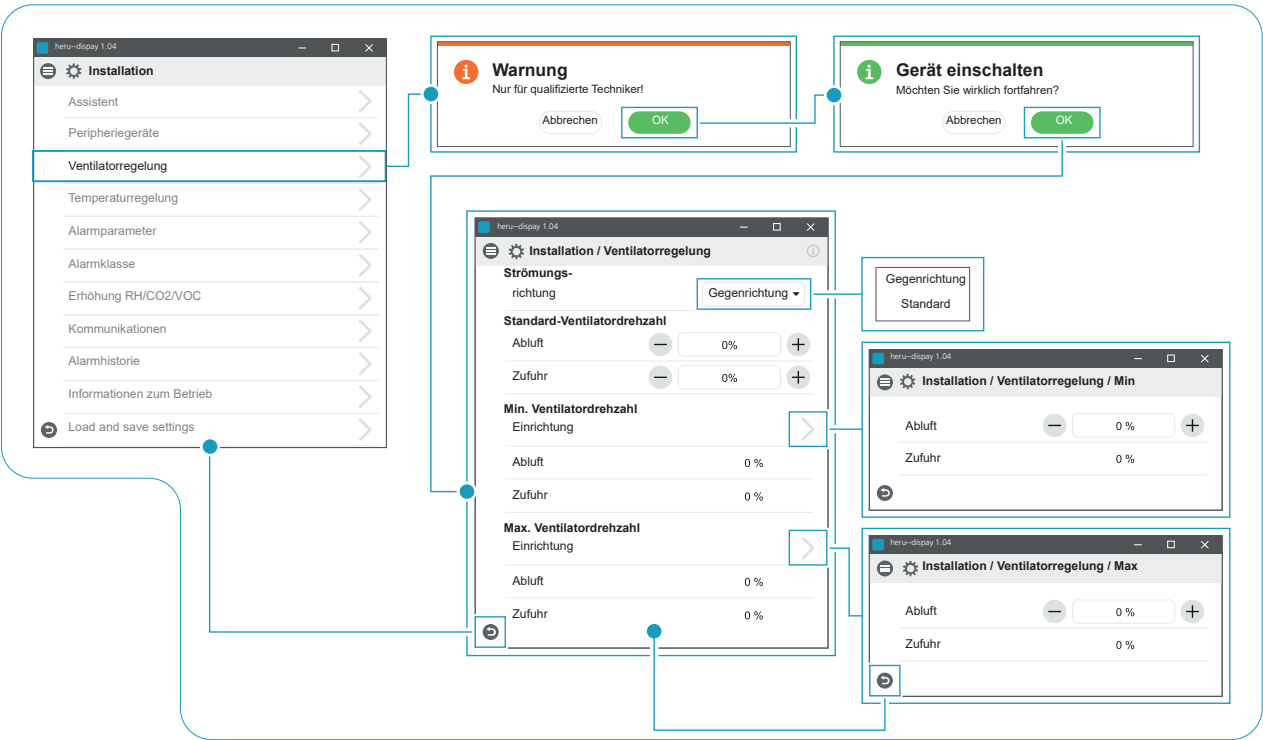 heru–dispay 1.04
Installation
Assistent
Peripheriegeräte
Ventilatorregelung
Temperaturregelung
Alarmparameter
Alarmklasse
Erhöhung RH/CO2/VOC
Kommunikationen
Alarmhistorie
Informationen zum Betrieb
Load and save settings
Warnung
Nur für qualifizierte Techniker!
Abbrechen OK
Gerät einschalten
Möchten Sie wirklich fortfahren?
Abbrechen OK
heru–dispay 1.04
Installation / Ventilatorregelung
Strömungs-
richtung Gegenrichtung
Standard-Ventilatordrehzahl
Abluft 0%
Zufuhr 0%
Min. Ventilatordrehzahl
Einrichtung
Abluft 0 %
Zufuhr 0 %
Max. Ventilatordrehzahl
Einrichtung
Abluft 0 %
Zufuhr 0 %
Gegenrichtung
Standard
heru–dispay 1.04
Installation / Ventilatorregelung / Min
Abluft 0 %
Zufuhr 0 %
heru–dispay 1.04
Installation / Ventilatorregelung / Max
Abluft 0 %
Zufuhr 0 %